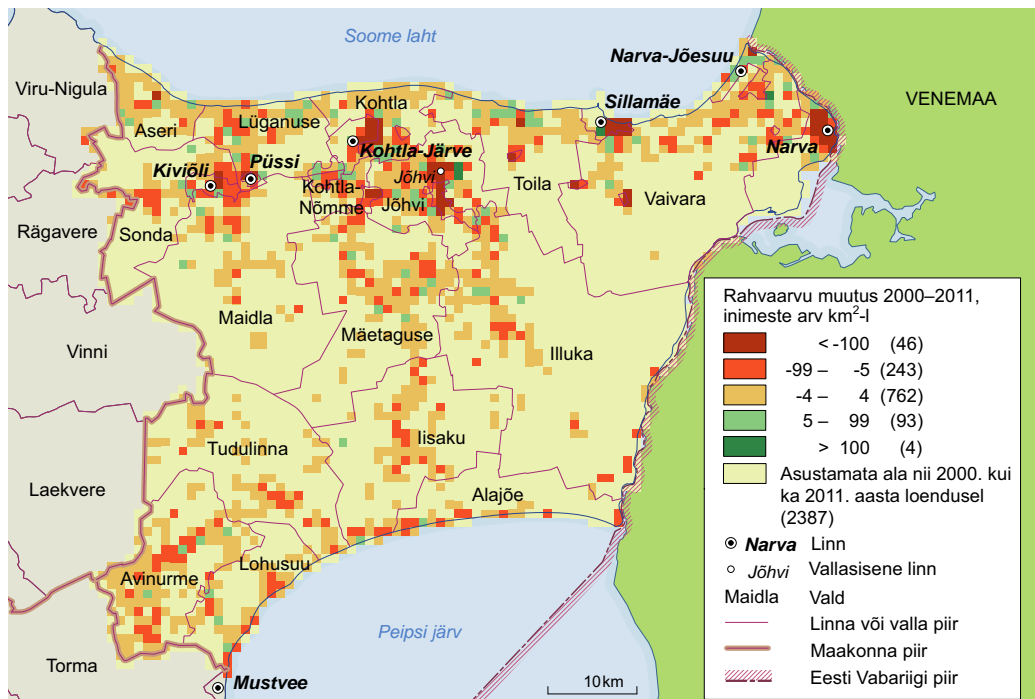 Soome laht
Narva-Jõesuu
Viru-Nigula
Kohtla
Sillamäe
VENEMAA
Aseri
Lüganuse
Narva
Kohtla-Järve
Kiviõli
Püssi
Jõhvi
Toila
Kohtla-
Nõmme
Jõhvi
Vaivara
Rägavere
Sonda
Maidla
Mäetaguse
Vinni
Illuka
Iisaku
Tudulinna
Laekvere
Alajõe
Lohusuu
Avinurme
Peipsi järv
Torma
Mustvee
10 km
Rahvaarvu muutus 2000–2011,
inimeste arv km²-l
< -100 (46)
-99 – -5 (243)
-4 – 4 (762)
5 – 99 (93)
> 100 (4)
Asustamata ala nii 2000. kui
ka 2011. aasta loendusel
(2387)
Narva Linn
Jõhvi Vallasisene linn
Maidla Vald
Linna või valla piir
Maakonna piir
Eesti Vabariigi piir